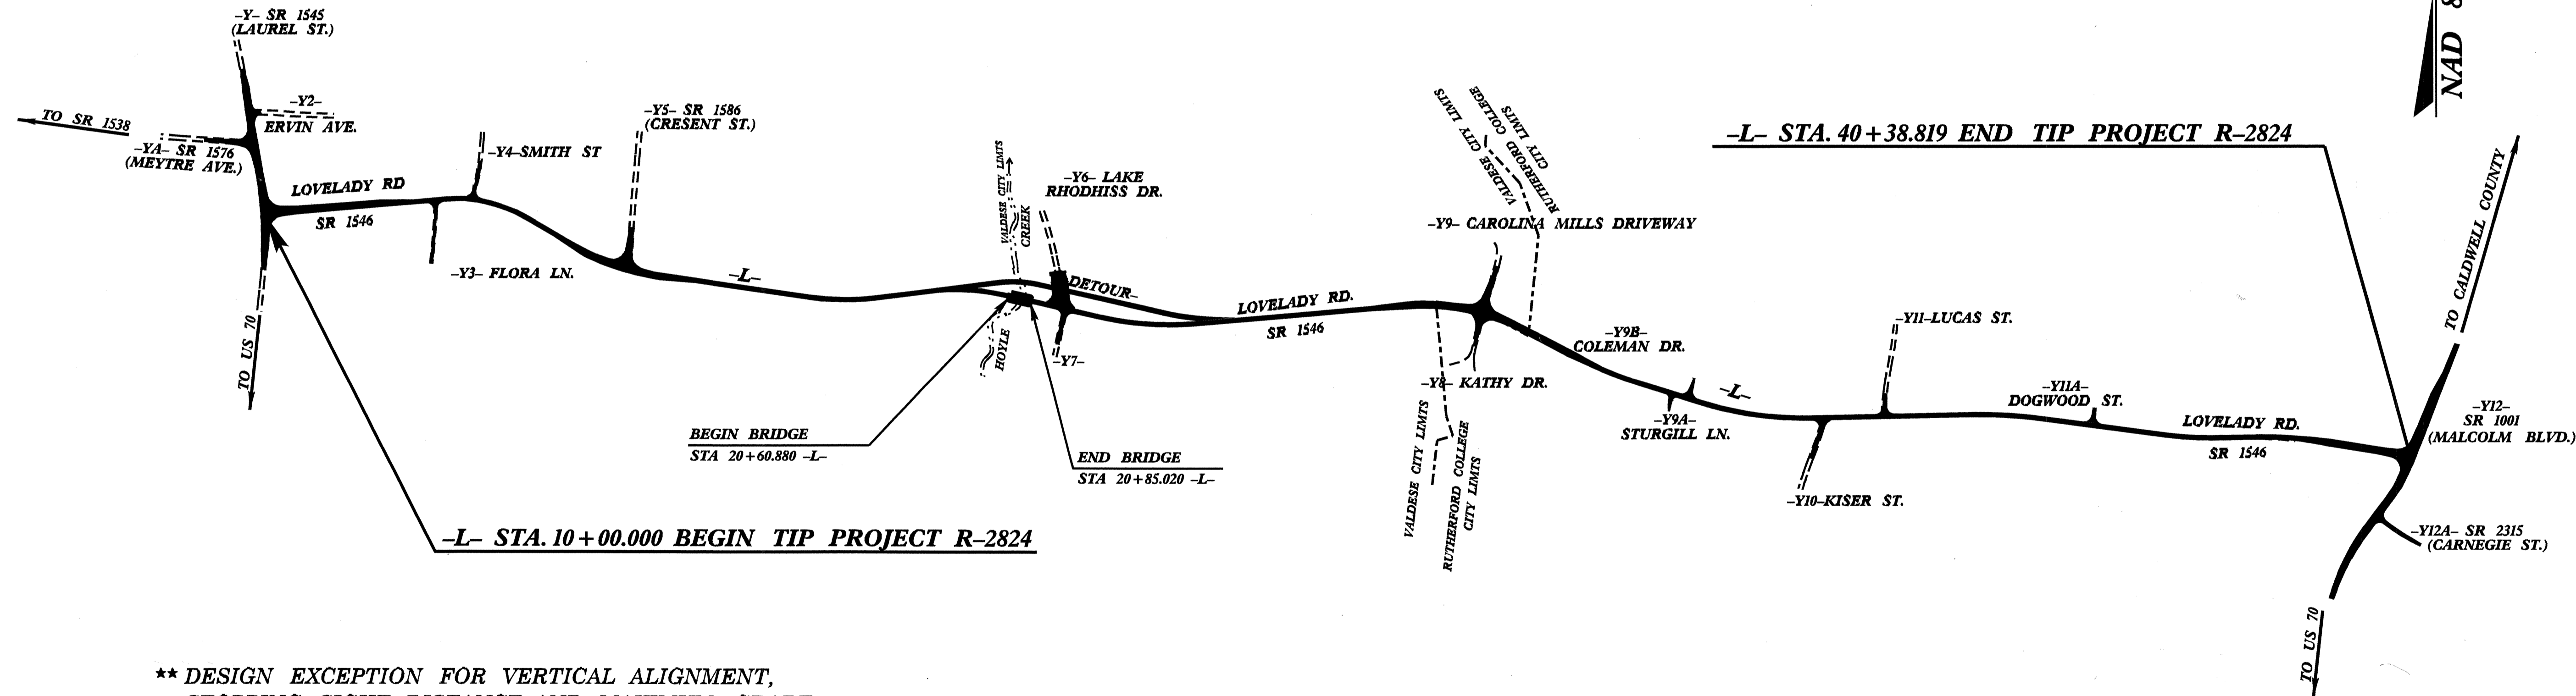 –Y– SR 1545
(LAUREL ST.)
–Y2–
ERVIN AVE.
TO SR 1538
–YA– SR 1576
(MEYTRE AVE.)
LOVELADY RD
SR 1546
–Y4–SMITH ST
–Y5– SR 1586
(CRESENT ST.)
–Y3– FLORA LN.
TO US 70
–L–
VALDESE CITY LIMTS
CREEK
HOYLE
–Y6– LAKE
RHODHISS DR.
DETOUR–
–Y7–
BEGIN BRIDGE
STA 20+60.880 –L–
END BRIDGE
STA 20+85.020 –L–
–L– STA. 10+00.000 BEGIN TIP PROJECT R–2824
LOVELADY RD.
SR 1546
VALDESE CITY LIMTS
RUTHERFORD COLLEGE
CITY LIMTS
–Y9– CAROLINA MILLS DRIVEWAY
–Y8– KATHY DR.
VALDESE CITY LIMITS
RUTHERFORD COLLEGE
CITY LIMTS
–Y9B–
COLEMAN DR.
–L–
–Y9A–
STURGILL LN.
–Y11–LUCAS ST.
–Y10–KISER ST.
–Y11A–
DOGWOOD ST.
LOVELADY RD.
SR 1546
–L– STA. 40+38.819 END TIP PROJECT R–2824
NAD
TO CALDWELL COUNTY
–Y12–
SR 1001
(MALCOLM BLVD.)
–Y12A– SR 2315
(CARNEGIE ST.)
TO US 70
** DESIGN EXCEPTION FOR VERTICAL ALIGNMENT,